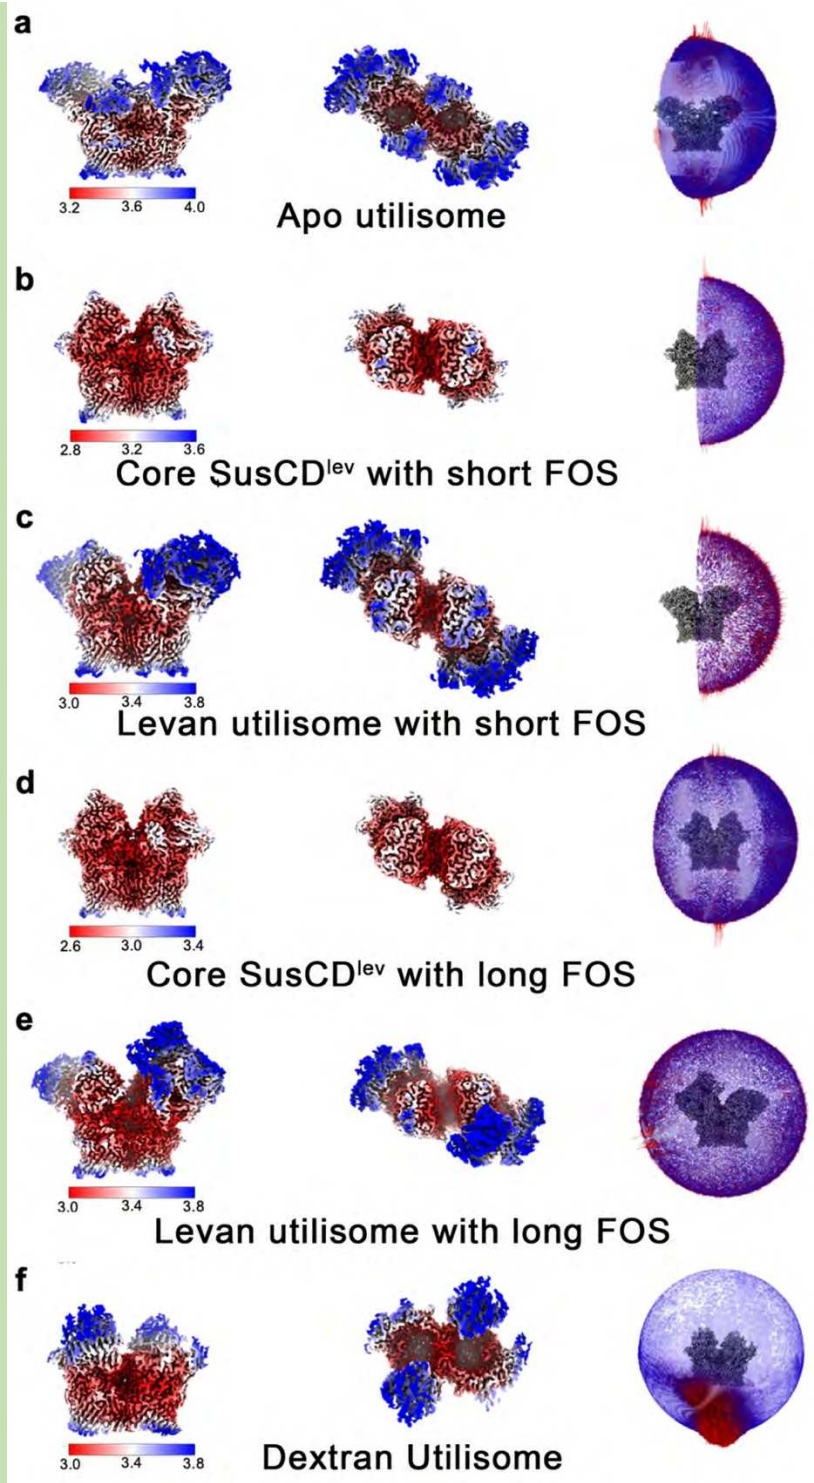 a
3.2 3.6 4.0
Apo utilisome
b
2.8 3.2 3.6
Core SusCDlev with short FOS
c
3.0 3.4 3.8
Levan utilisome with short FOS
d
2.6 3.0 3.4
Core SusCDlev with long FOS
e
3.0 3.4 3.8
Levan utilisome with long FOS
f
3.0 3.4 3.8
Dextran Utilisome